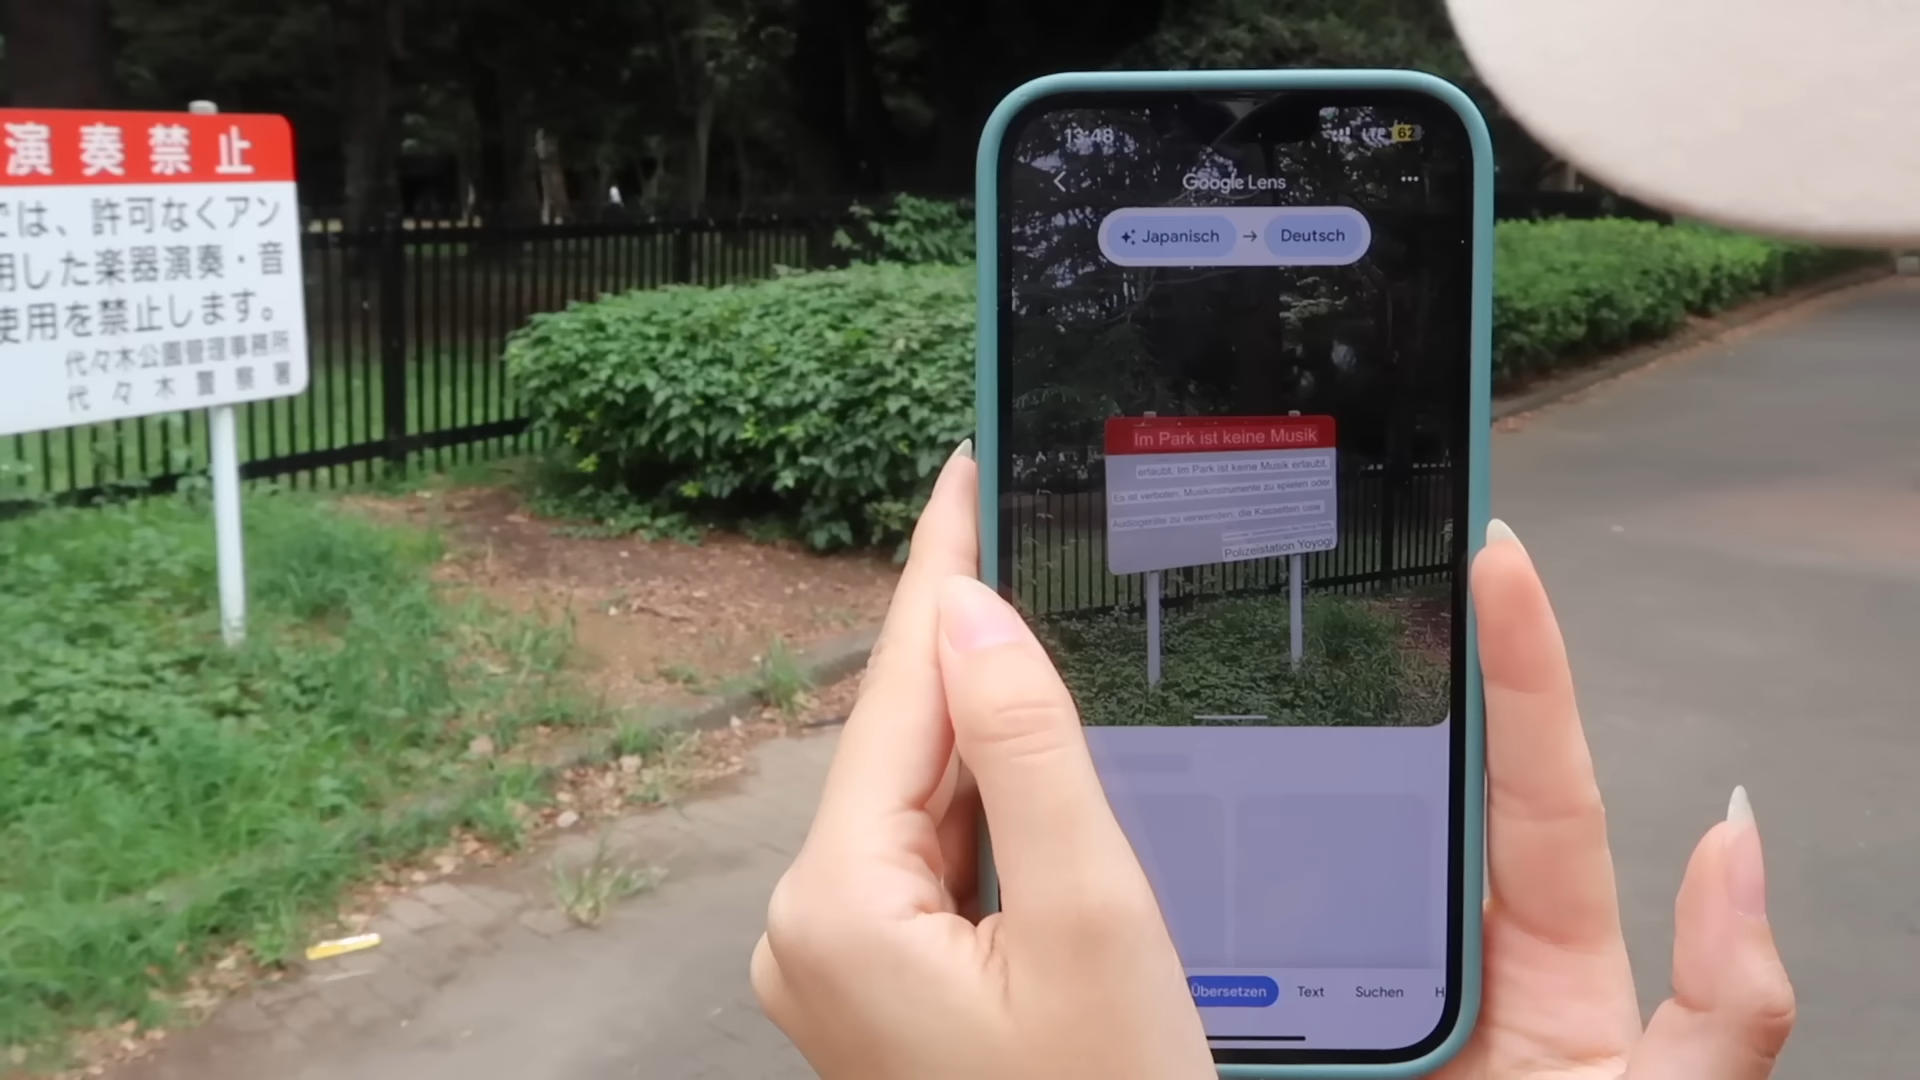 演奏禁止
では、許可なくアン
用した楽器演奏・音
使用を禁止します。
代々木公園管理事務所
代々木警察署
13:48
LTE 62
Google Lens
Japanisch → Deutsch
Im Park ist keine Musik
erlaubt. Im Park ist keine Musik erlaubt.
Es ist verboten, Musikinstrumente zu spielen oder
Audiogeräte zu verwenden, die Kassetten usw
Polizeistation Yoyogi
Übersetzen Text Suchen H